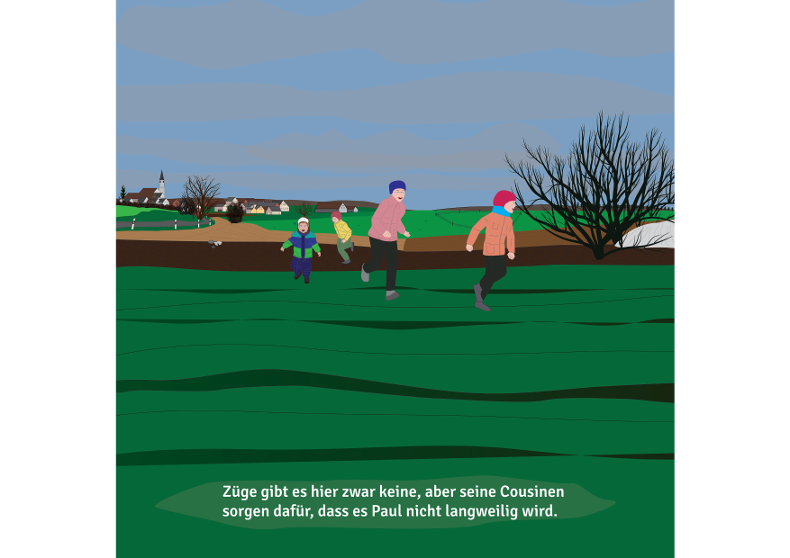 Züge gibt es hier zwar keine, aber seine Cousinen
sorgen dafür, dass es Paul nicht langweilig wird.